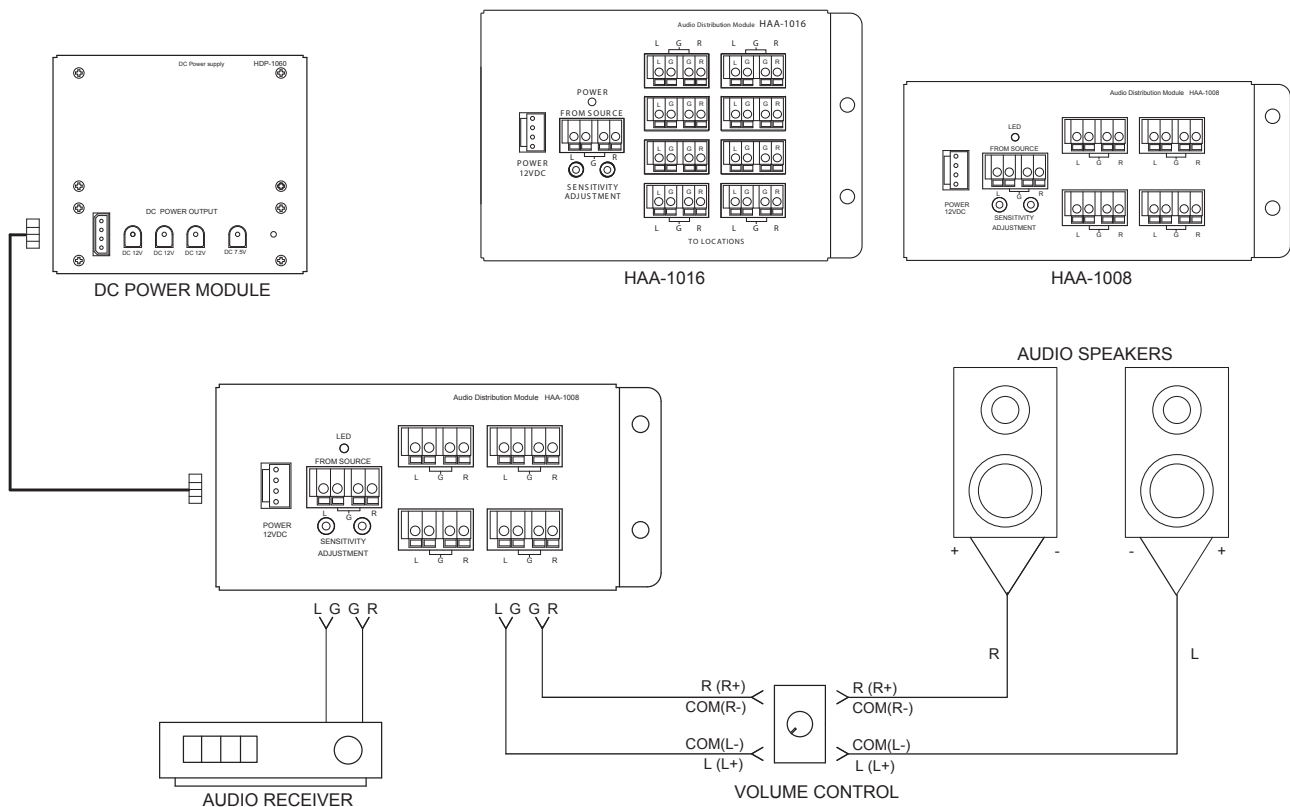 DC Power supply HDP-1060
DC POWER OUTPUT
DC 12V DC 12V DC 12V DC 7.5V
DC POWER MODULE
Audio Distribution Module HAA-1016
L G R L G R
POWER
FROM SOURCE
L G G R L G G R
L G G R L G G R
L G G R L G G R
L G G R L G G R
POWER
12VDC
L G R
SENSITIVITY
ADJUSTMENT
L G R L G R
TO LOCATIONS
HAA-1016
Audio Distribution Module HAA-1008
LED
FROM SOURCE
L G R L G R
POWER
12VDC
L G R
SENSITIVITY
ADJUSTMENT
L G R L G R
HAA-1008
Audio Distribution Module HAA-1008
LED
FROM SOURCE
L G R L G R
POWER
12VDC
L G R
SENSITIVITY
ADJUSTMENT
L G R L G R
L G G R L G G R
AUDIO RECEIVER
AUDIO SPEAKERS
+ - - +
R L
R (R+) R (R+)
COM(R-) COM(R-)
COM(L-) COM(L-)
L (L+) L (L+)
VOLUME CONTROL